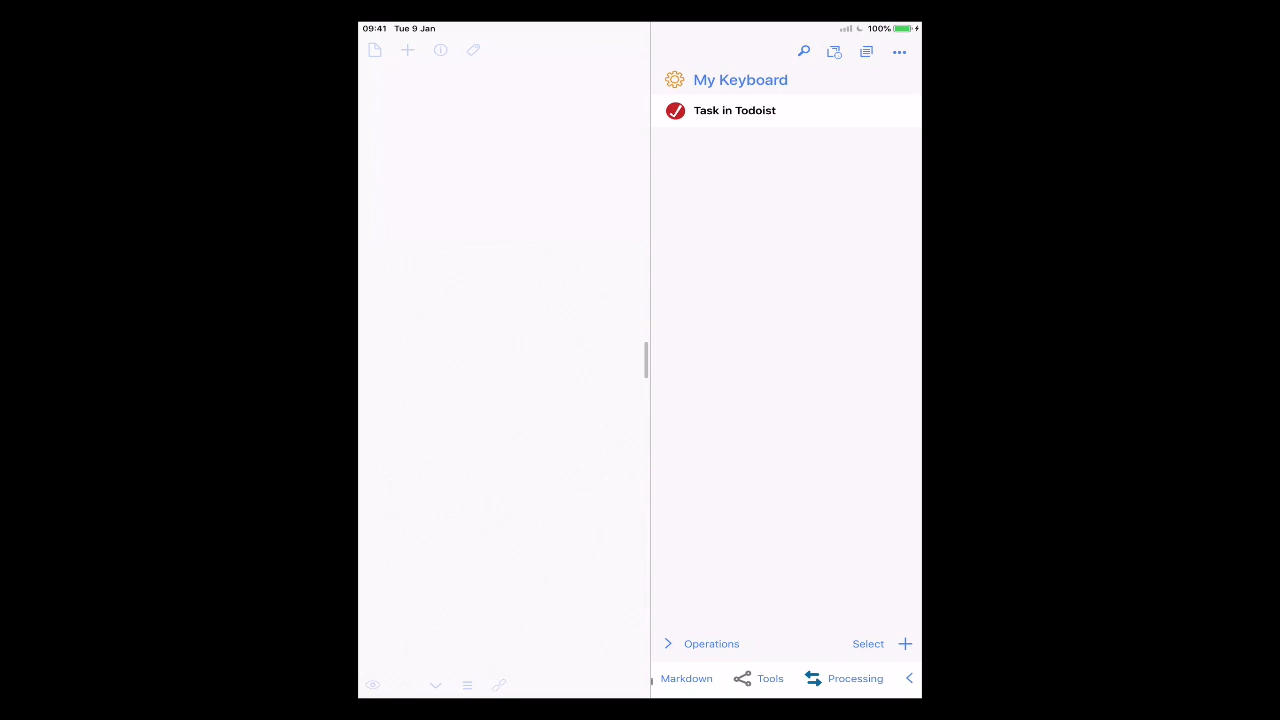 09:41 Tue 9 Jan 100%
My Keyboard
Task in Todoist
Operations Select
Markdown Tools Processing